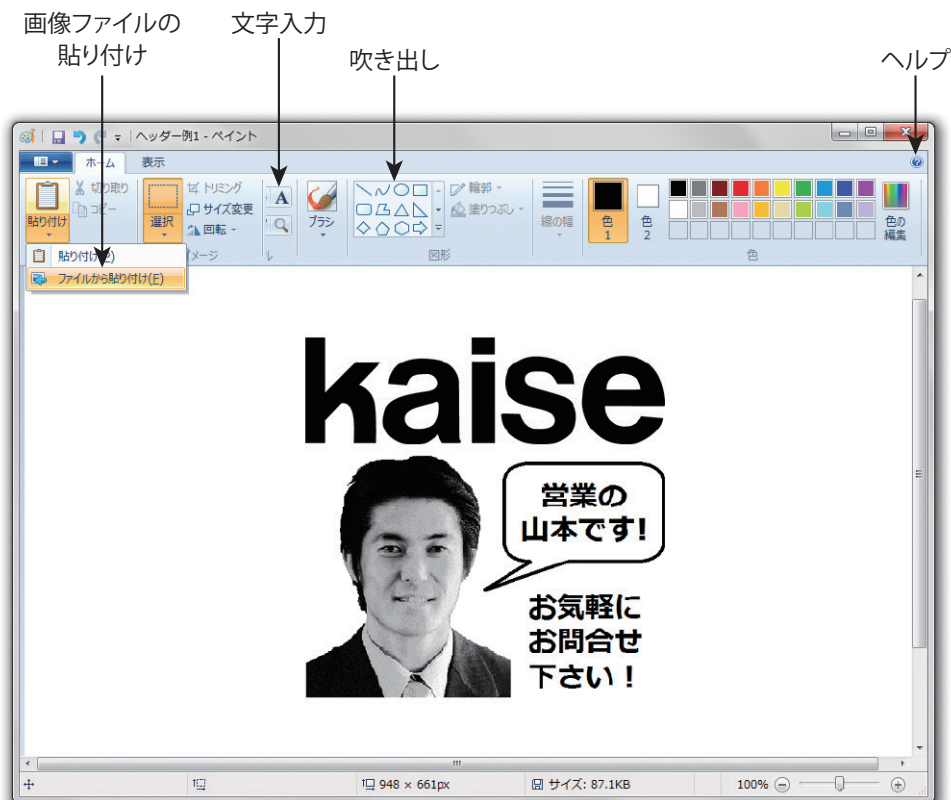 画像ファイルの
貼り付け
文字入力
吹き出し
ヘルプ
ヘッダー例1 - ペイント
ホーム
表示
貼り付け
切り取り
コピー
選択
トリミング
サイズ変更
回転
A
ブラシ
輪郭
塗りつぶし
線の幅
色
1
色
2
色の
編集
イメージ
図形
色
貼り付け(P)
ファイルから貼り付け(F)
kaise
営業の
山本です!
お気軽に
お問合せ
下さい！
948 × 661px
サイズ: 87.1KB
100%